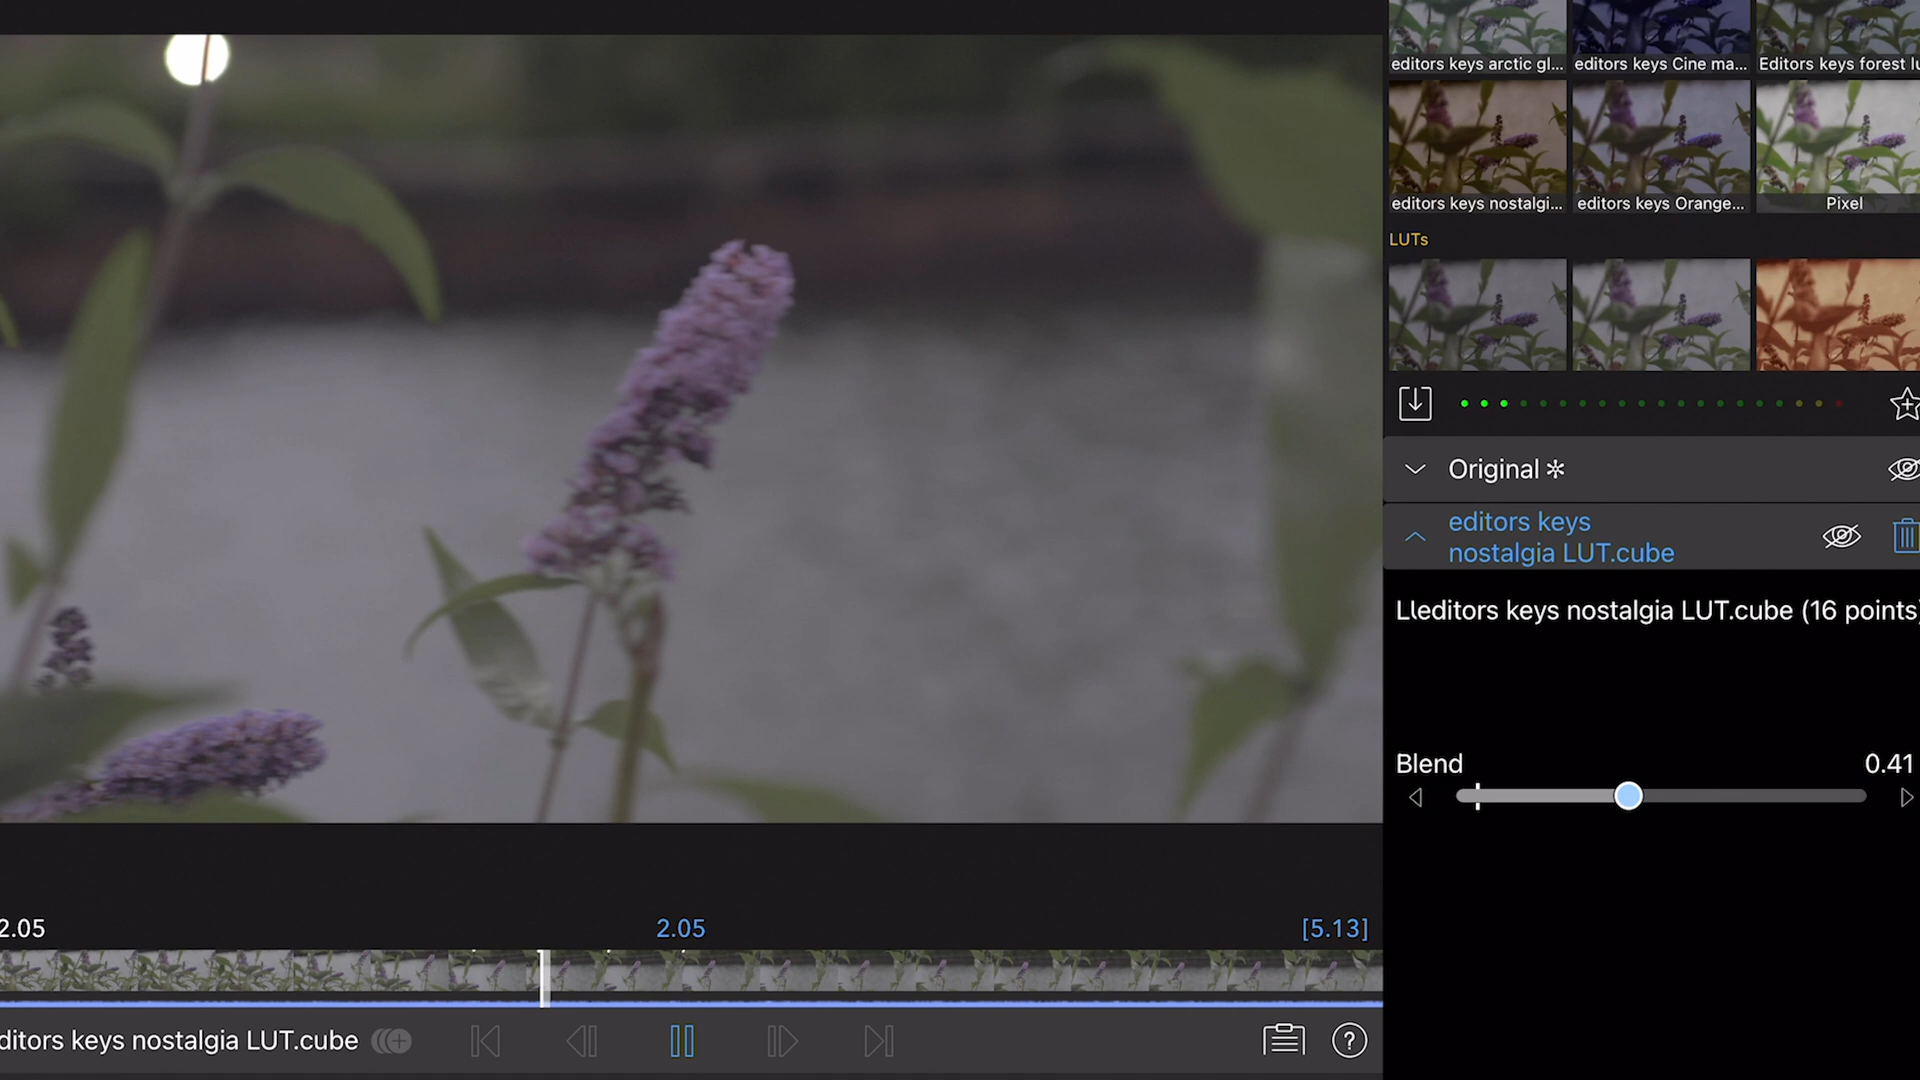 editors keys arctic gl...
editors keys Cine ma...
Editors keys forest lu
editors keys nostalgi...
editors keys Orange...
Pixel
LUTs
Original ✲
editors keys
nostalgia LUT.cube
Lleditors keys nostalgia LUT.cube (16 points)
Blend
0.41
2.05
2.05
[5.13]
ditors keys nostalgia LUT.cube
?